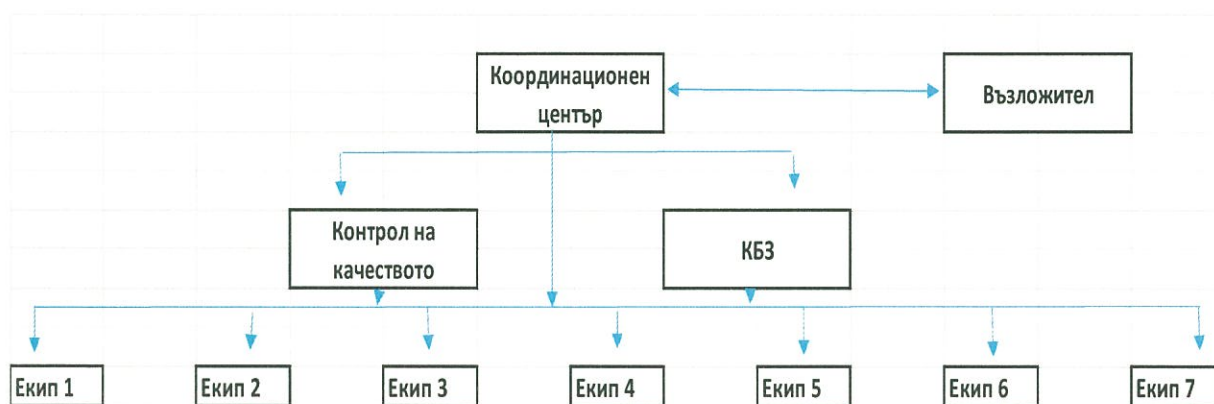 Координационен
център
Възложител
Контрол на
качеството
КБЗ
Екип 1
Екип 2
Екип 3
Екип 4
Екип 5
Екип 6
Екип 7